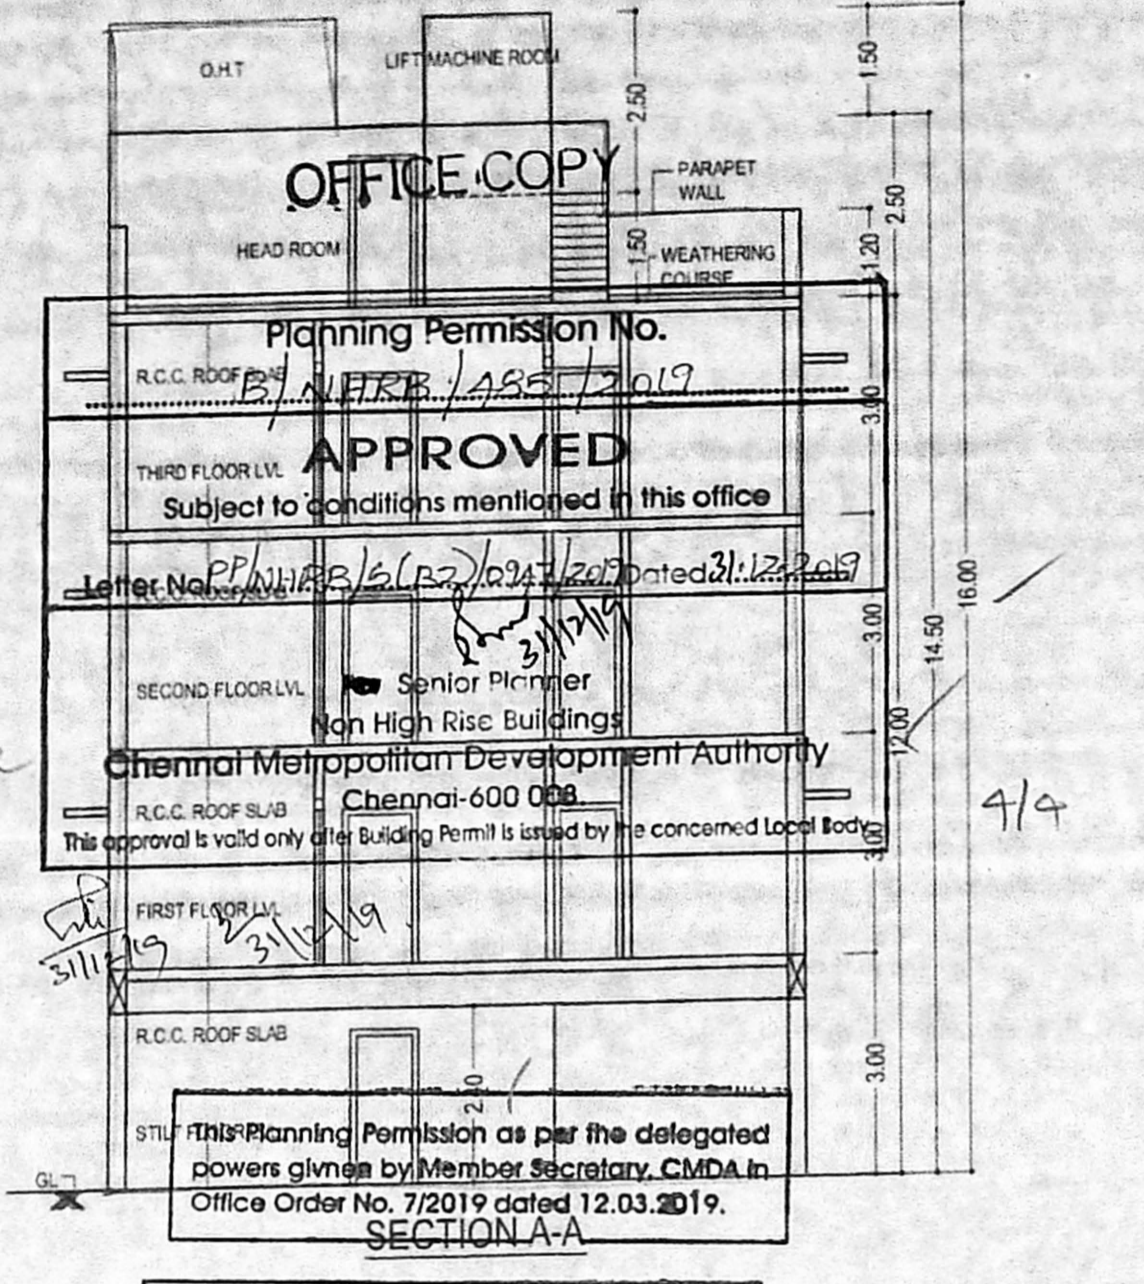 O.H.T
LIFT MACHINE ROOM
1.50
2.50
OFFICE COPY
PARAPET
WALL
2.50
HEAD ROOM
1.50
WEATHERING
COURSE
1.20
Planning Permission No.
R.C.C. ROOF SLAB
B/NHRB/485/2019
3.00
APPROVED
THIRD FLOOR LVL
Subject to conditions mentioned in this office
Letter No. PP/NHRB/S(B2)/0947/2019 Dated 31.12.2019
16.00
3.00
14.50
31/12/19
SECOND FLOOR LVL
Senior Planner
Non High Rise Buildings
12.00
Chennai Metropolitan Development Authority
R.C.C. ROOF SLAB
Chennai-600 008.
4/4
This approval is valid only after Building Permit is issued by the concerned Local Body
3.00
FIRST FLOOR LVL
31/12/19
31/12/19
R.C.C. ROOF SLAB
3.00
STILT FLOOR
This Planning Permission as per the delegated
powers givnen by Member Secretary, CMDA in
GL
Office Order No. 7/2019 dated 12.03.2019.
SECTION A-A